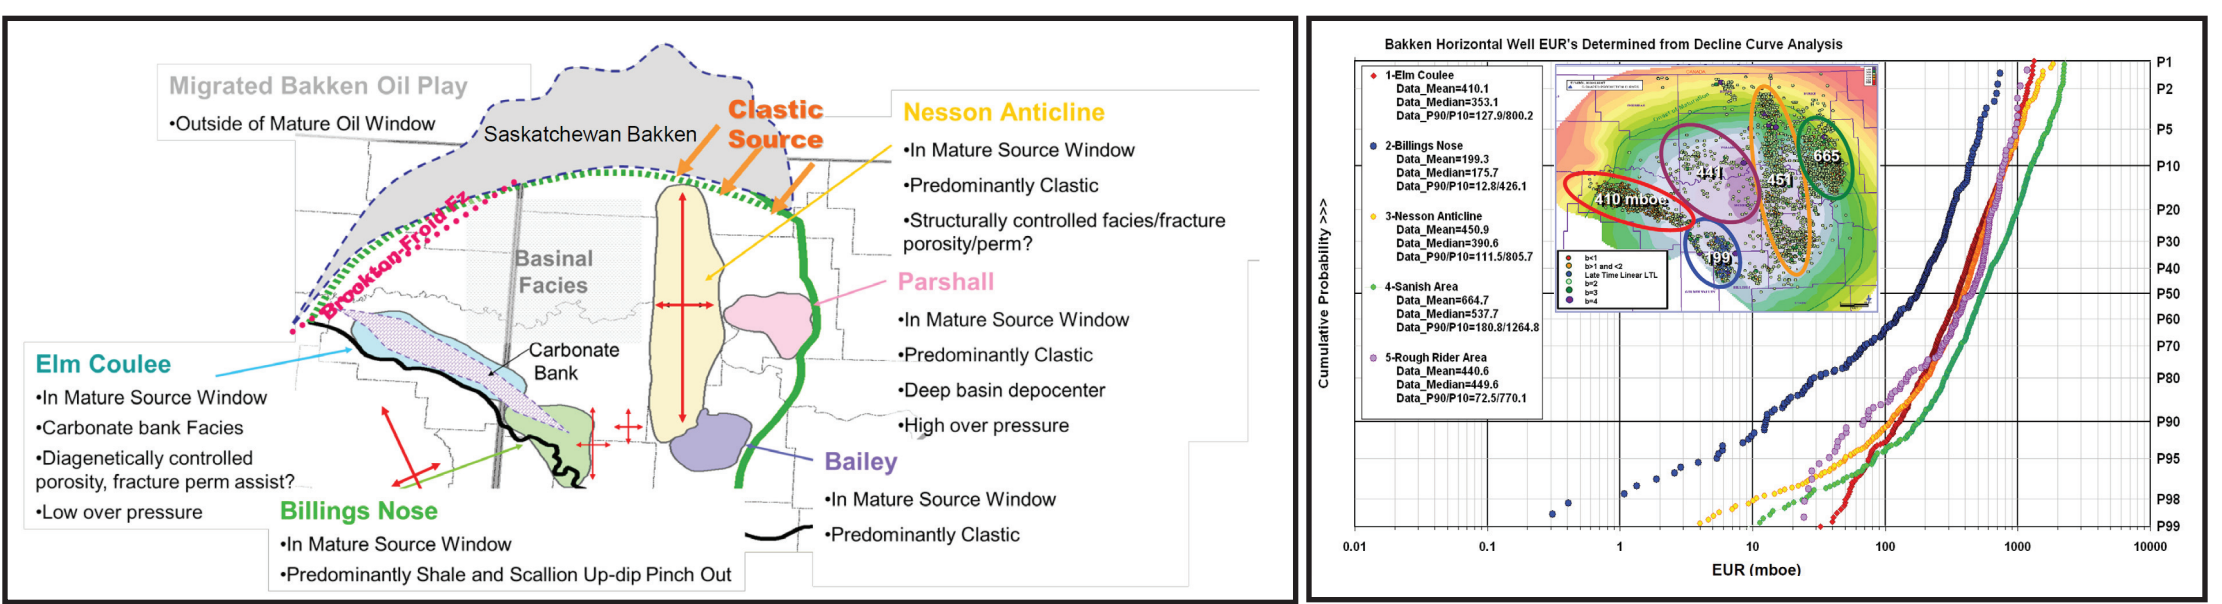 Migrated Bakken Oil Play
•Outside of Mature Oil Window
Saskatchewan Bakken
Clastic
Source
Nesson Anticline
•In Mature Source Window
•Predominantly Clastic
•Structurally controlled facies/fracture
porosity/perm?
Brockton-Froid Fz
Basinal
Facies
Parshall
•In Mature Source Window
•Predominantly Clastic
•Deep basin depocenter
•High over pressure
Carbonate
Bank
Elm Coulee
•In Mature Source Window
•Carbonate bank Facies
•Diagenetically controlled
porosity, fracture perm assist?
•Low over pressure
Bailey
•In Mature Source Window
•Predominantly Clastic
Billings Nose
•In Mature Source Window
•Predominantly Shale and Scallion Up-dip Pinch Out
Bakken Horizontal Well EUR's Determined from Decline Curve Analysis
1-Elm Coulee
Data_Mean=410.1
Data_Median=353.1
Data_P90/P10=127.9/800.2
2-Billings Nose
Data_Mean=199.3
Data_Median=175.7
Data_P90/P10=12.8/426.1
3-Nesson Anticline
Data_Mean=450.9
Data_Median=390.6
Data_P90/P10=111.5/805.7
4-Sanish Area
Data_Mean=664.7
Data_Median=537.7
Data_P90/P10=180.8/1264.8
5-Rough Rider Area
Data_Mean=440.6
Data_Median=449.6
Data_P90/P10=72.5/770.1
665
441
451
410 mboe
199
b<1
b>1 and <2
Late Time Linear LTL
b=2
b=3
b=4
P1
P2
P5
P10
P20
P30
P40
P50
P60
P70
P80
P90
P95
P98
P99
Cumulative Probability >>>
0.01 0.1 1 10 100 1000 10000
EUR (mboe)